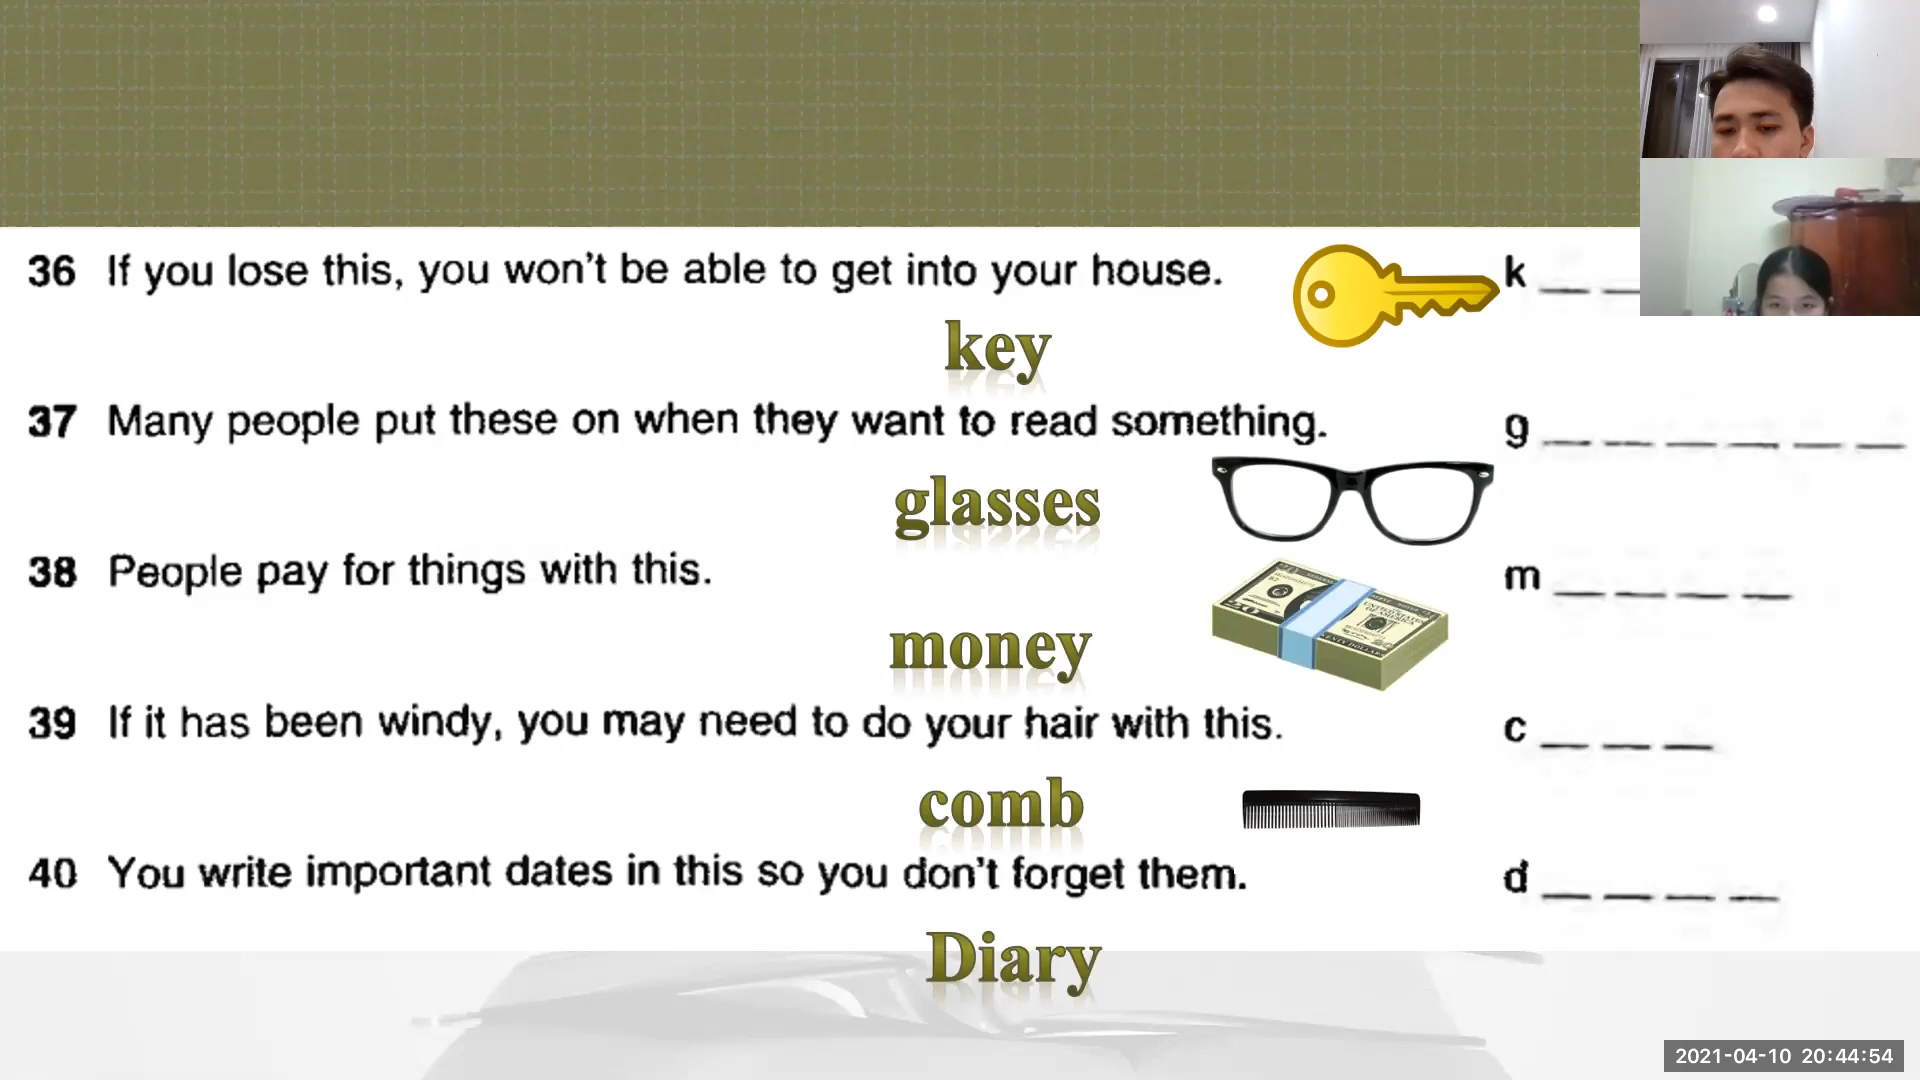 36 If you lose this, you won't be able to get into your house. k _ _
key
37 Many people put these on when they want to read something. g _ _ _ _ _ _
glasses
38 People pay for things with this. m _ _ _ _
money
39 If it has been windy, you may need to do your hair with this. c _ _ _
comb
40 You write important dates in this so you don't forget them. d _ _ _ _
Diary
2021-04-10 20:44:54